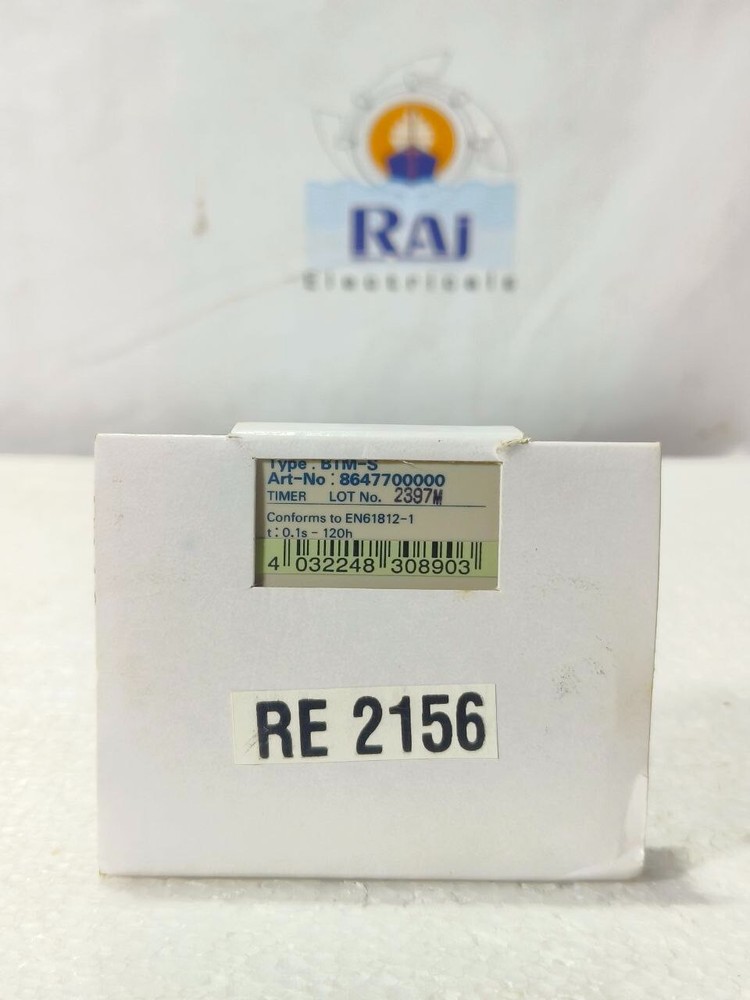 RAj
Electricals
Type : BTM-S
Art-No : 8647700000
TIMER LOT No. 2397M
Conforms to EN61812-1
t : 0.1s - 120h
4 032248 308903
RE 2156